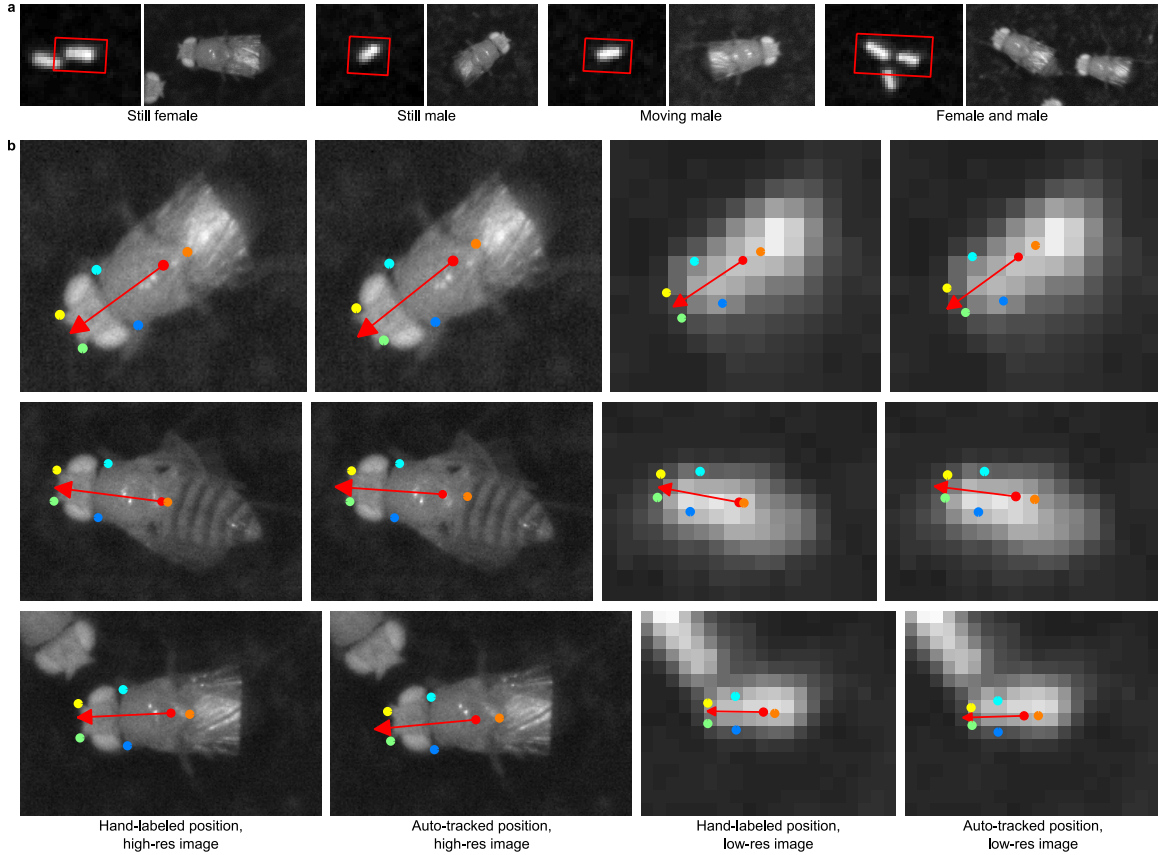 a
Still female
Still male
Moving male
Female and male
b
Hand-labeled position,
high-res image
Auto-tracked position,
high-res image
Hand-labeled position,
low-res image
Auto-tracked position,
low-res image